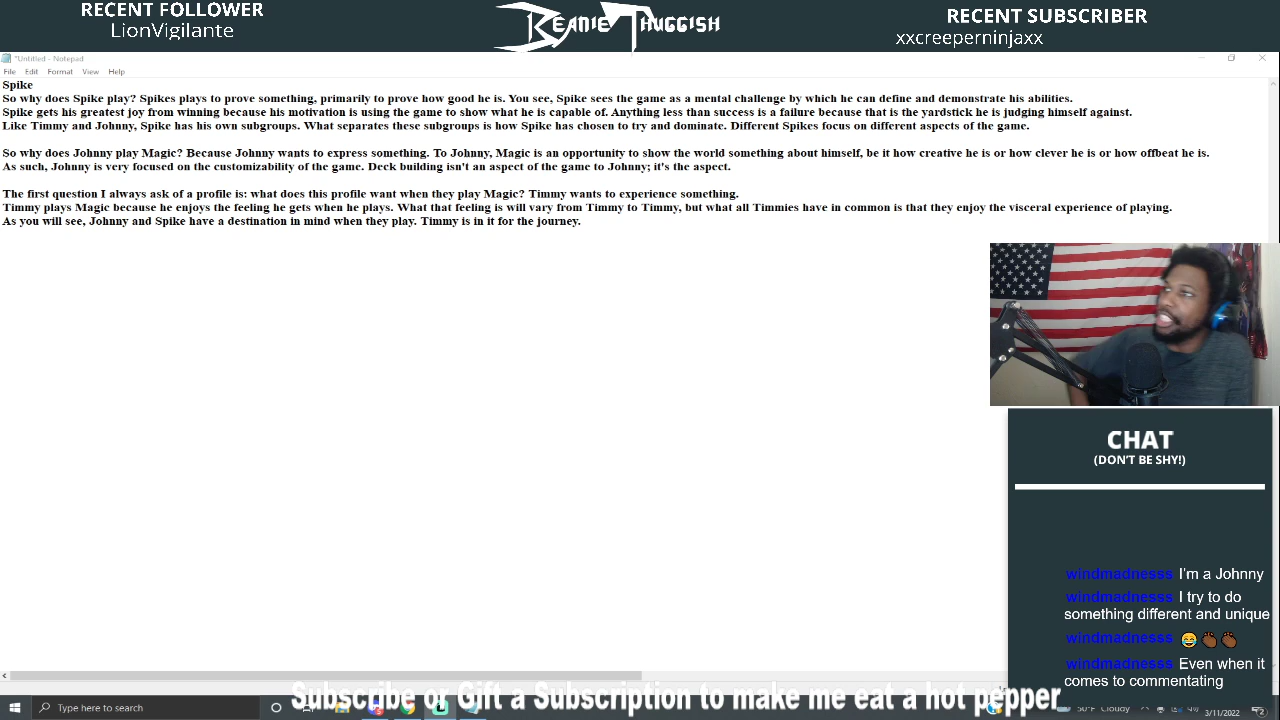 RECENT FOLLOWER
LionVigilante
BEANIE THUGGISH
RECENT SUBSCRIBER
xxcreeperninjaxx
*Untitled - Notepad
File Edit Format View Help
Spike
So why does Spike play? Spikes plays to prove something, primarily to prove how good he is. You see, Spike sees the game as a mental challenge by which he can define and demonstrate his abilities.
Spike gets his greatest joy from winning because his motivation is using the game to show what he is capable of. Anything less than success is a failure because that is the yardstick he is judging himself against.
Like Timmy and Johnny, Spike has his own subgroups. What separates these subgroups is how Spike has chosen to try and dominate. Different Spikes focus on different aspects of the game.
So why does Johnny play Magic? Because Johnny wants to express something. To Johnny, Magic is an opportunity to show the world something about himself, be it how creative he is or how clever he is or how offbeat he is.
As such, Johnny is very focused on the customizability of the game. Deck building isn't an aspect of the game to Johnny; it's the aspect.
The first question I always ask of a profile is: what does this profile want when they play Magic? Timmy wants to experience something.
Timmy plays Magic because he enjoys the feeling he gets when he plays. What that feeling is will vary from Timmy to Timmy, but what all Timmies have in common is that they enjoy the visceral experience of playing.
As you will see, Johnny and Spike have a destination in mind when they play. Timmy is in it for the journey.
CHAT
(DON'T BE SHY!)
windmadnesss I'm a Johnny
windmadnesss I try to do
something different and unique
windmadnesss 😂👏🏾👏🏾
windmadnesss Even when it
comes to commentating
Subscribe or Gift a Subscription to make me eat a hot pepper
Type here to search
50°F Cloudy
3/11/2022